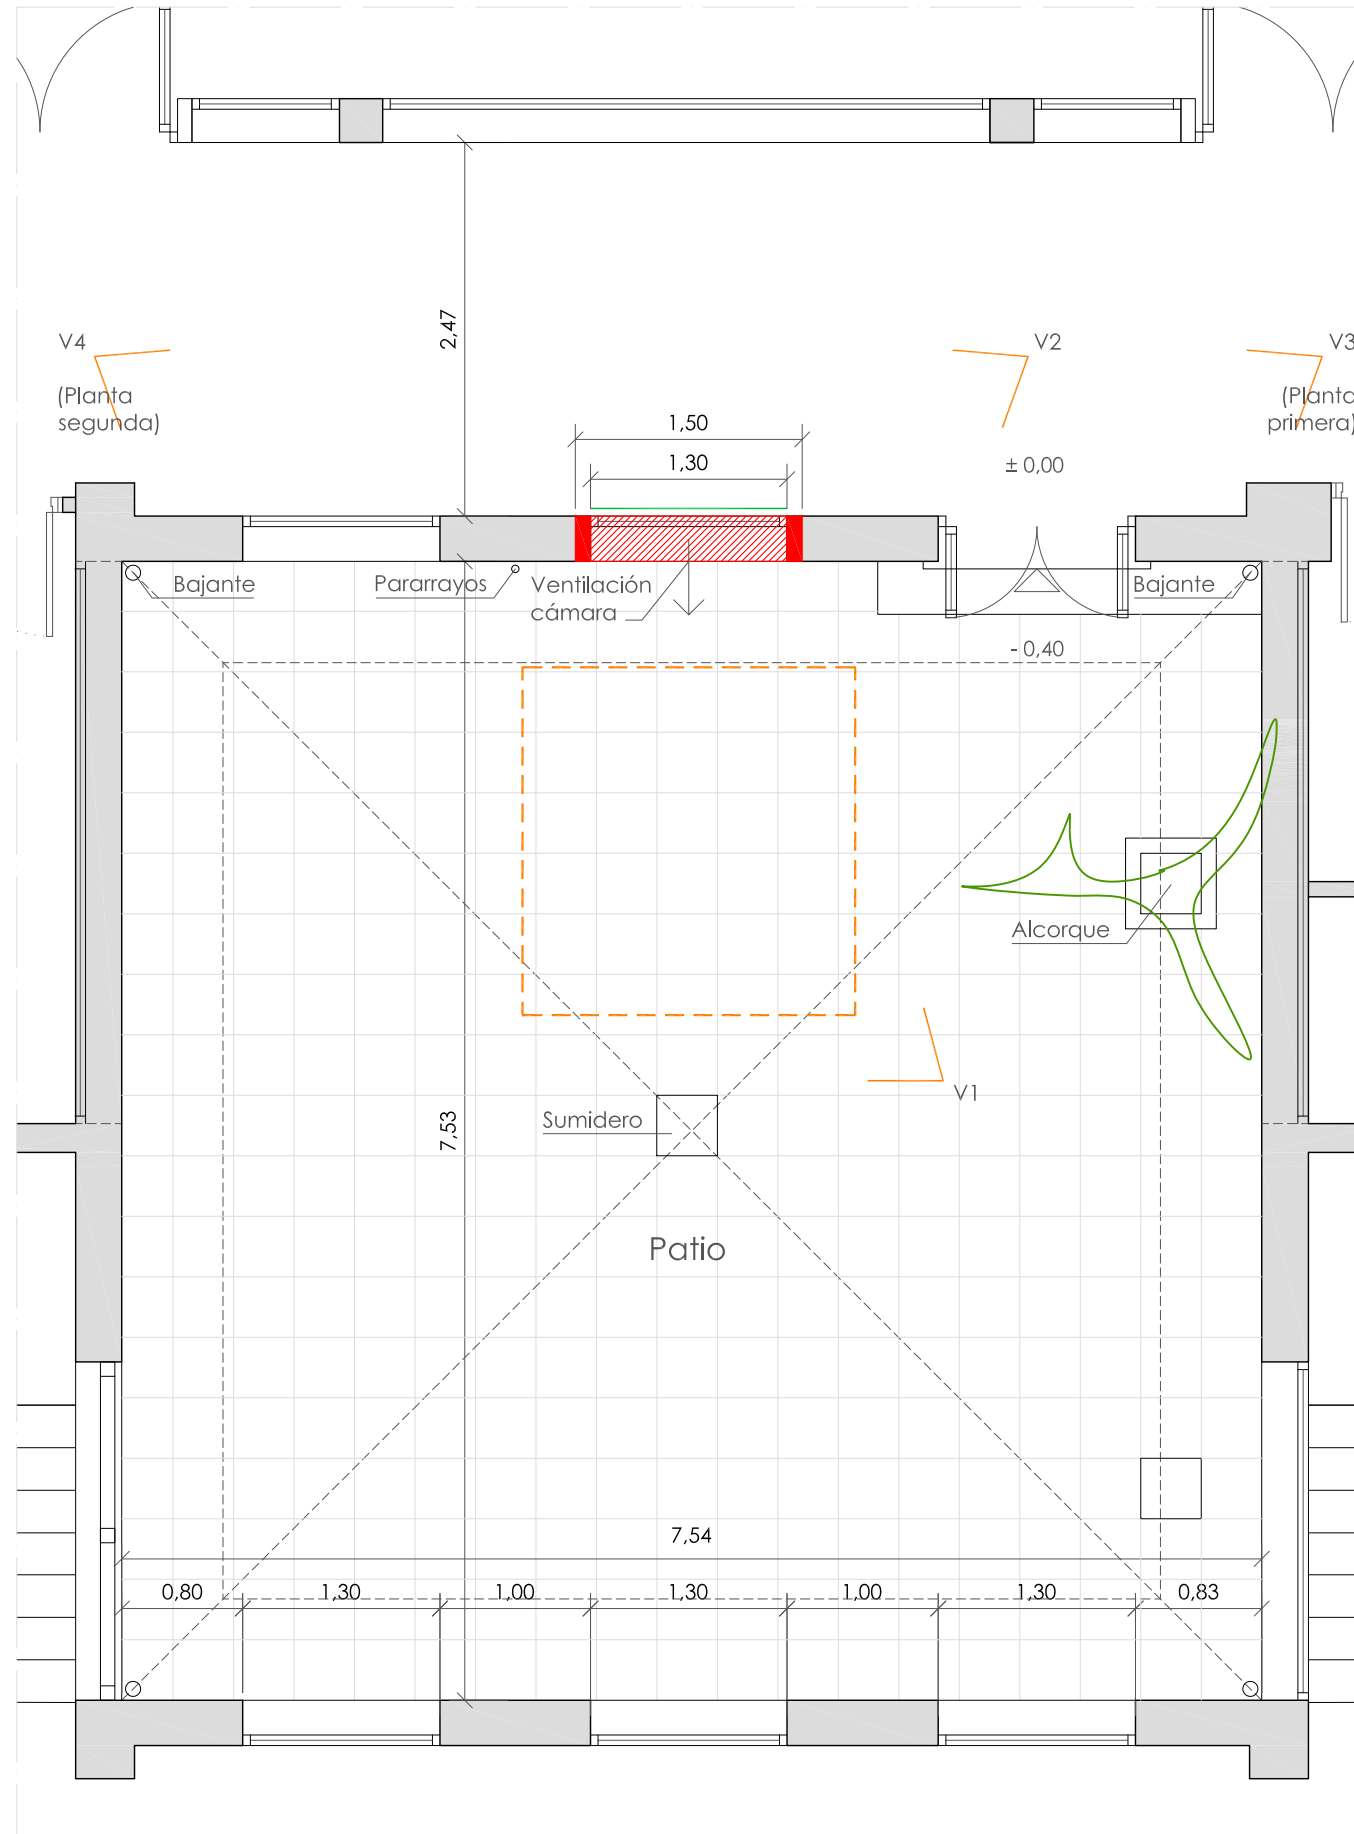 2,47
V4
V2
V3
(Planta
segunda)
(Planta
primera)
1,50
1,30
± 0,00
Bajante
Pararrayos
Ventilación
cámara
Bajante
- 0,40
Alcorque
V1
Sumidero
7,53
Patio
7,54
0,80
1,30
1,00
1,30
1,00
1,30
0,83